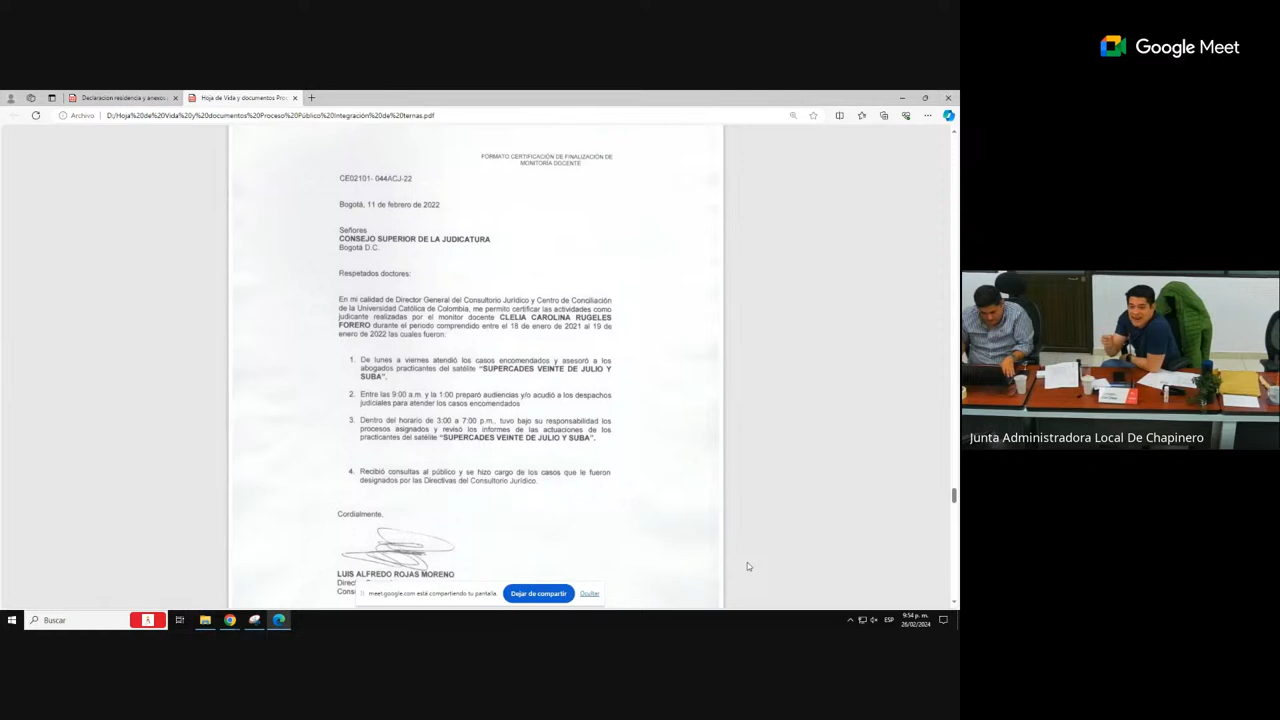 Google Meet
Declaracion residencia y anexos
Hoja de Vida y documentos Pro
Archivo
D:/Hoja%20de%20Vida%20y%20documentos%20Proceso%20Público%20Integración%20de%20ternas.pdf
FORMATO CERTIFICACIÓN DE FINALIZACIÓN DE
MONITORÍA DOCENTE
CE02101- 044ACJ-22
Bogotá, 11 de febrero de 2022
Señores
CONSEJO SUPERIOR DE LA JUDICATURA
Bogotá D.C.
Respetados doctores:
En mi calidad de Director General del Consultorio Jurídico y Centro de Conciliación
de la Universidad Católica de Colombia, me permito certificar las actividades como
judicante realizadas por el monitor docente CLELIA CAROLINA RUGELES
FORERO durante el periodo comprendido entre el 18 de enero de 2021 al 19 de
enero de 2022 las cuales fueron:
1. De lunes a viernes atendió los casos encomendados y asesoró a los
abogados practicantes del satélite "SUPERCADES VEINTE DE JULIO Y
SUBA".
2. Entre las 9:00 a.m. y la 1:00 preparó audiencias y/o acudió a los despachos
judiciales para atender los casos encomendados
3. Dentro del horario de 3:00 a 7:00 p.m., tuvo bajo su responsabilidad los
procesos asignados y revisó los informes de las actuaciones de los
practicantes del satélite "SUPERCADES VEINTE DE JULIO Y SUBA".
4. Recibió consultas al público y se hizo cargo de los casos que le fueron
designados por las Directivas del Consultorio Jurídico.
Cordialmente,
LUIS ALFREDO ROJAS MORENO
Direct
Cons
meet.google.com está compartiendo tu pantalla
Dejar de compartir
Ocultar
Junta Administradora Local De Chapinero
Buscar
ESP
9:54 p. m.
26/02/2024